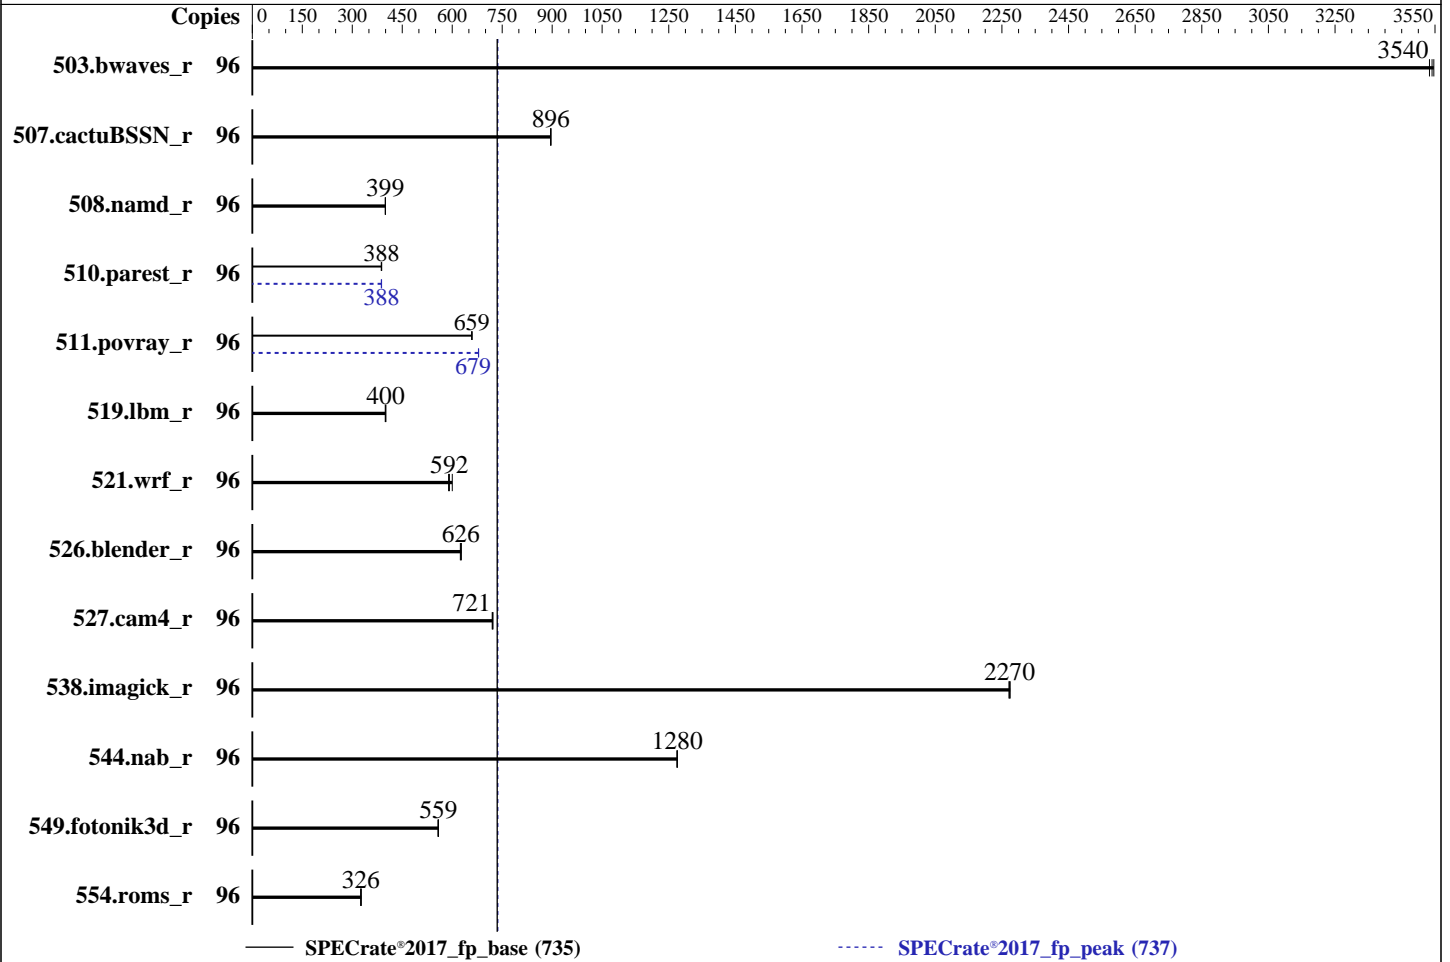 Copies 0 150 300 450 600 750 900 1050 1250 1450 1650 1850 2050 2250 2450 2650 2850 3050 3250 3550
503.bwaves_r 96 3540
507.cactuBSSN_r 96 896
508.namd_r 96 399
510.parest_r 96 388
388
511.povray_r 96 659
679
519.lbm_r 96 400
521.wrf_r 96 592
526.blender_r 96 626
527.cam4_r 96 721
538.imagick_r 96 2270
544.nab_r 96 1280
549.fotonik3d_r 96 559
554.roms_r 96 326
SPECrate®2017_fp_base (735) SPECrate®2017_fp_peak (737)